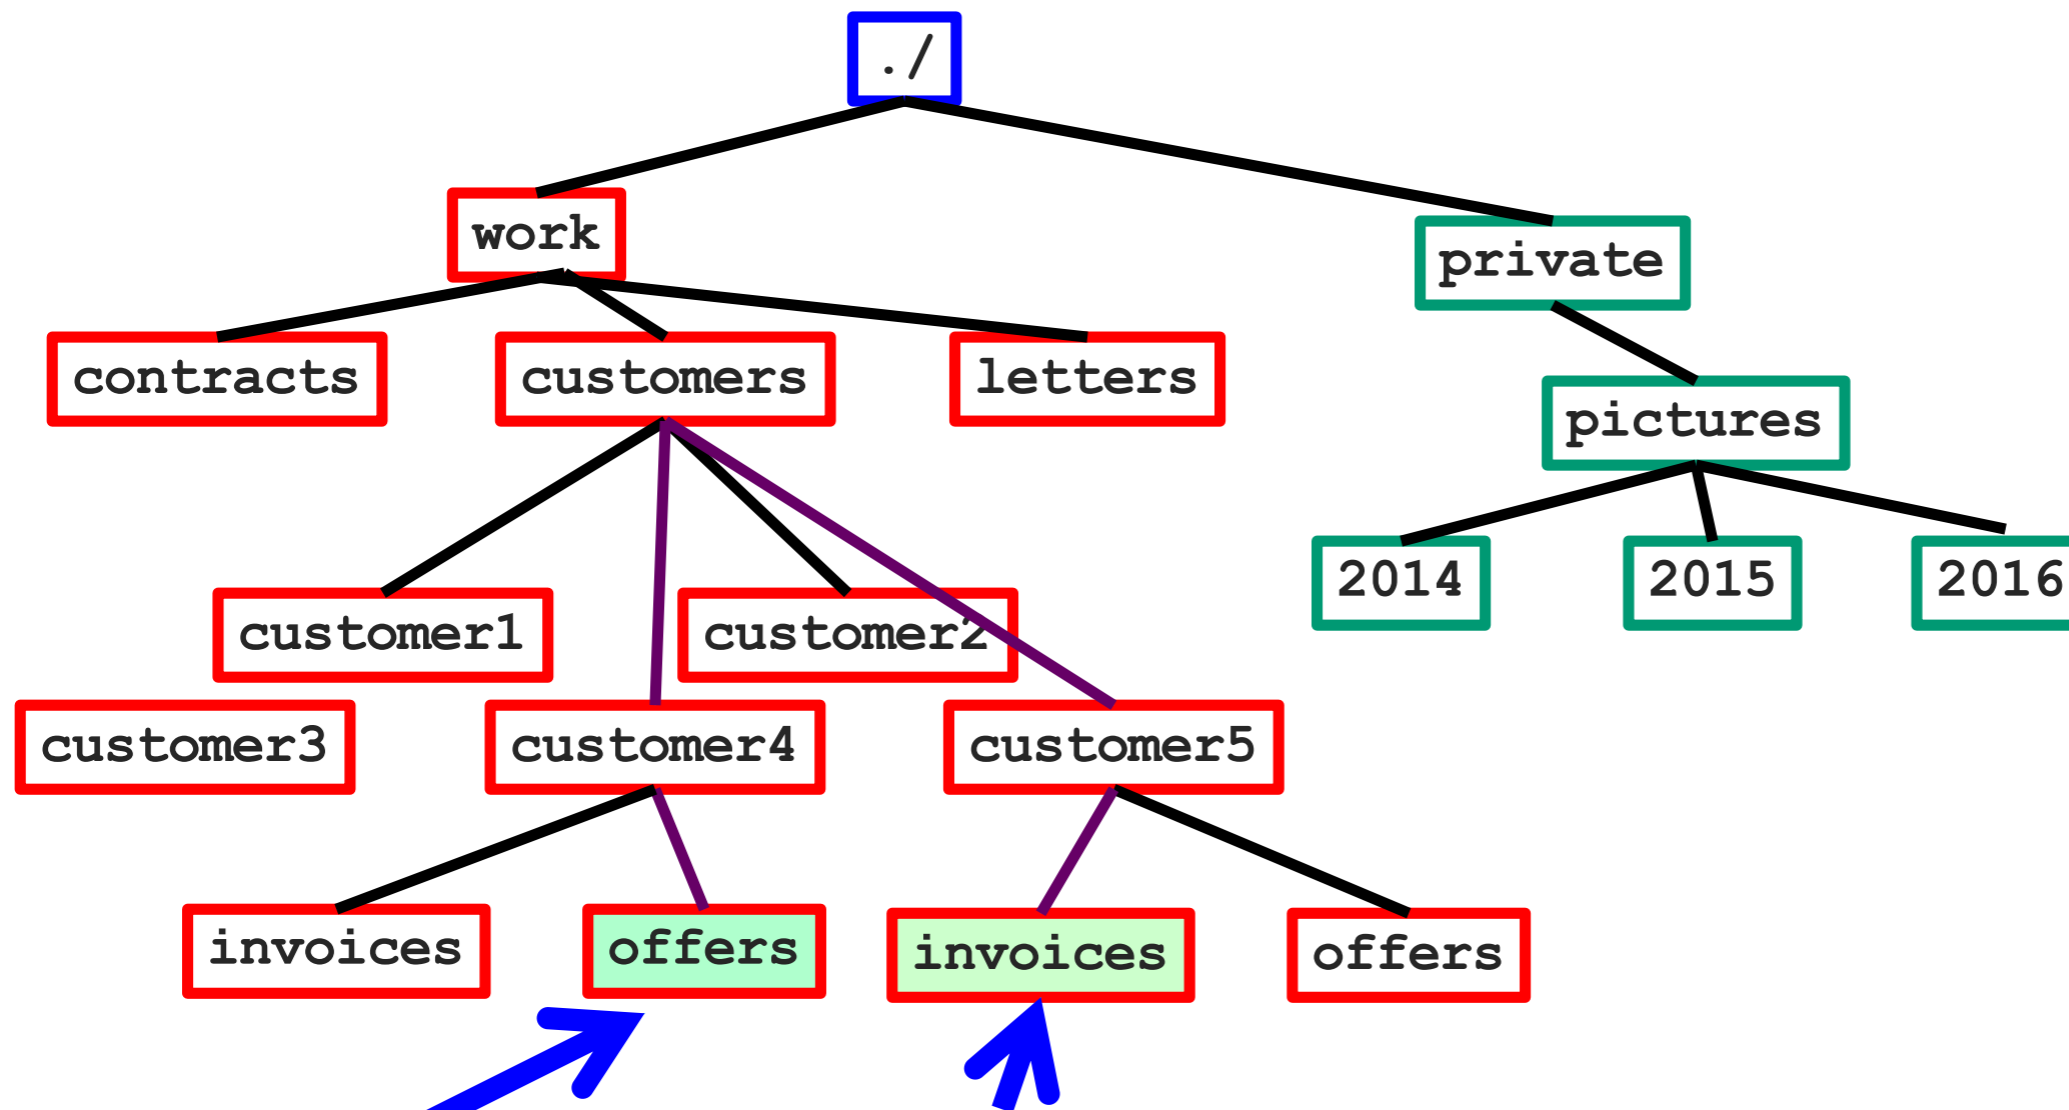 ./
work
private
contracts
customers
letters
pictures
2014
2015
2016
customer1
customer2
customer3
customer4
customer5
invoices
offers
invoices
offers